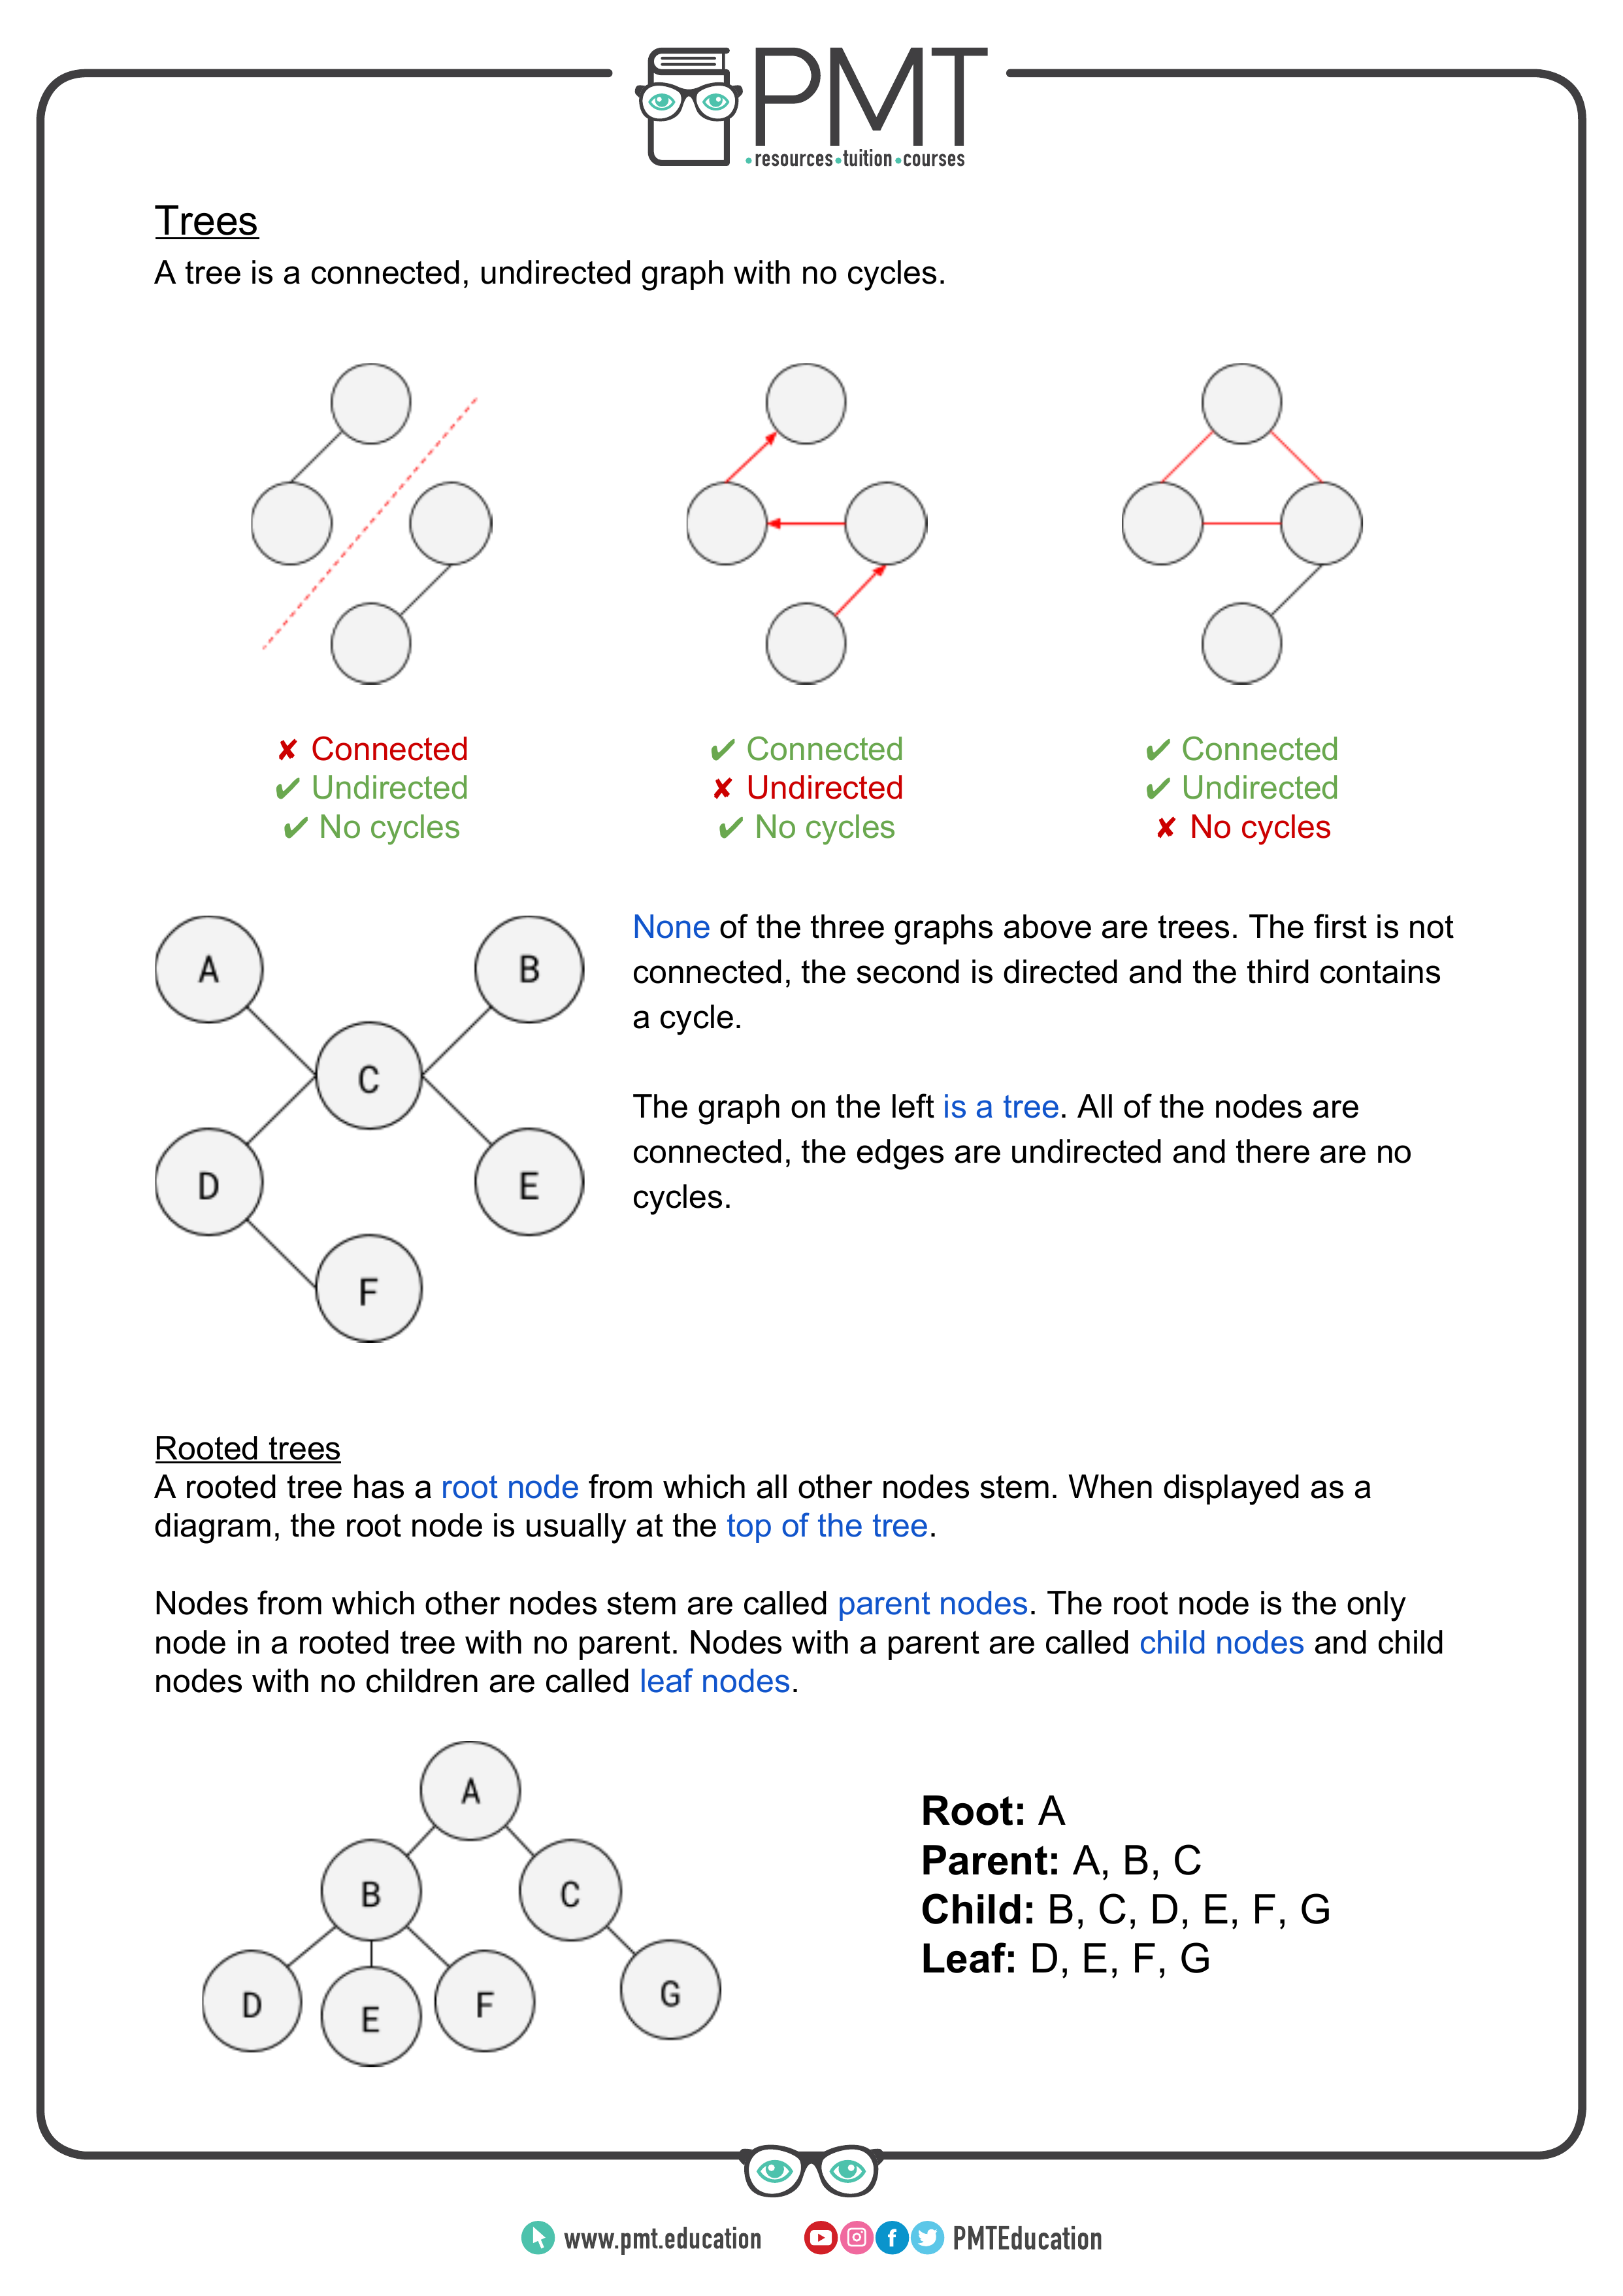 PMT
•resources•tuition•courses
Trees
A tree is a connected, undirected graph with no cycles.
✘ Connected
✔ Undirected
✔ No cycles
✔ Connected
✘ Undirected
✔ No cycles
✔ Connected
✔ Undirected
✘ No cycles
A
B
C
D
E
F
None of the three graphs above are trees. The first is not
connected, the second is directed and the third contains
a cycle.
The graph on the left is a tree. All of the nodes are
connected, the edges are undirected and there are no
cycles.
Rooted trees
A rooted tree has a root node from which all other nodes stem. When displayed as a
diagram, the root node is usually at the top of the tree.
Nodes from which other nodes stem are called parent nodes. The root node is the only
node in a rooted tree with no parent. Nodes with a parent are called child nodes and child
nodes with no children are called leaf nodes.
A
B
C
D
E
F
G
Root: A
Parent: A, B, C
Child: B, C, D, E, F, G
Leaf: D, E, F, G
www.pmt.education
PMTEducation